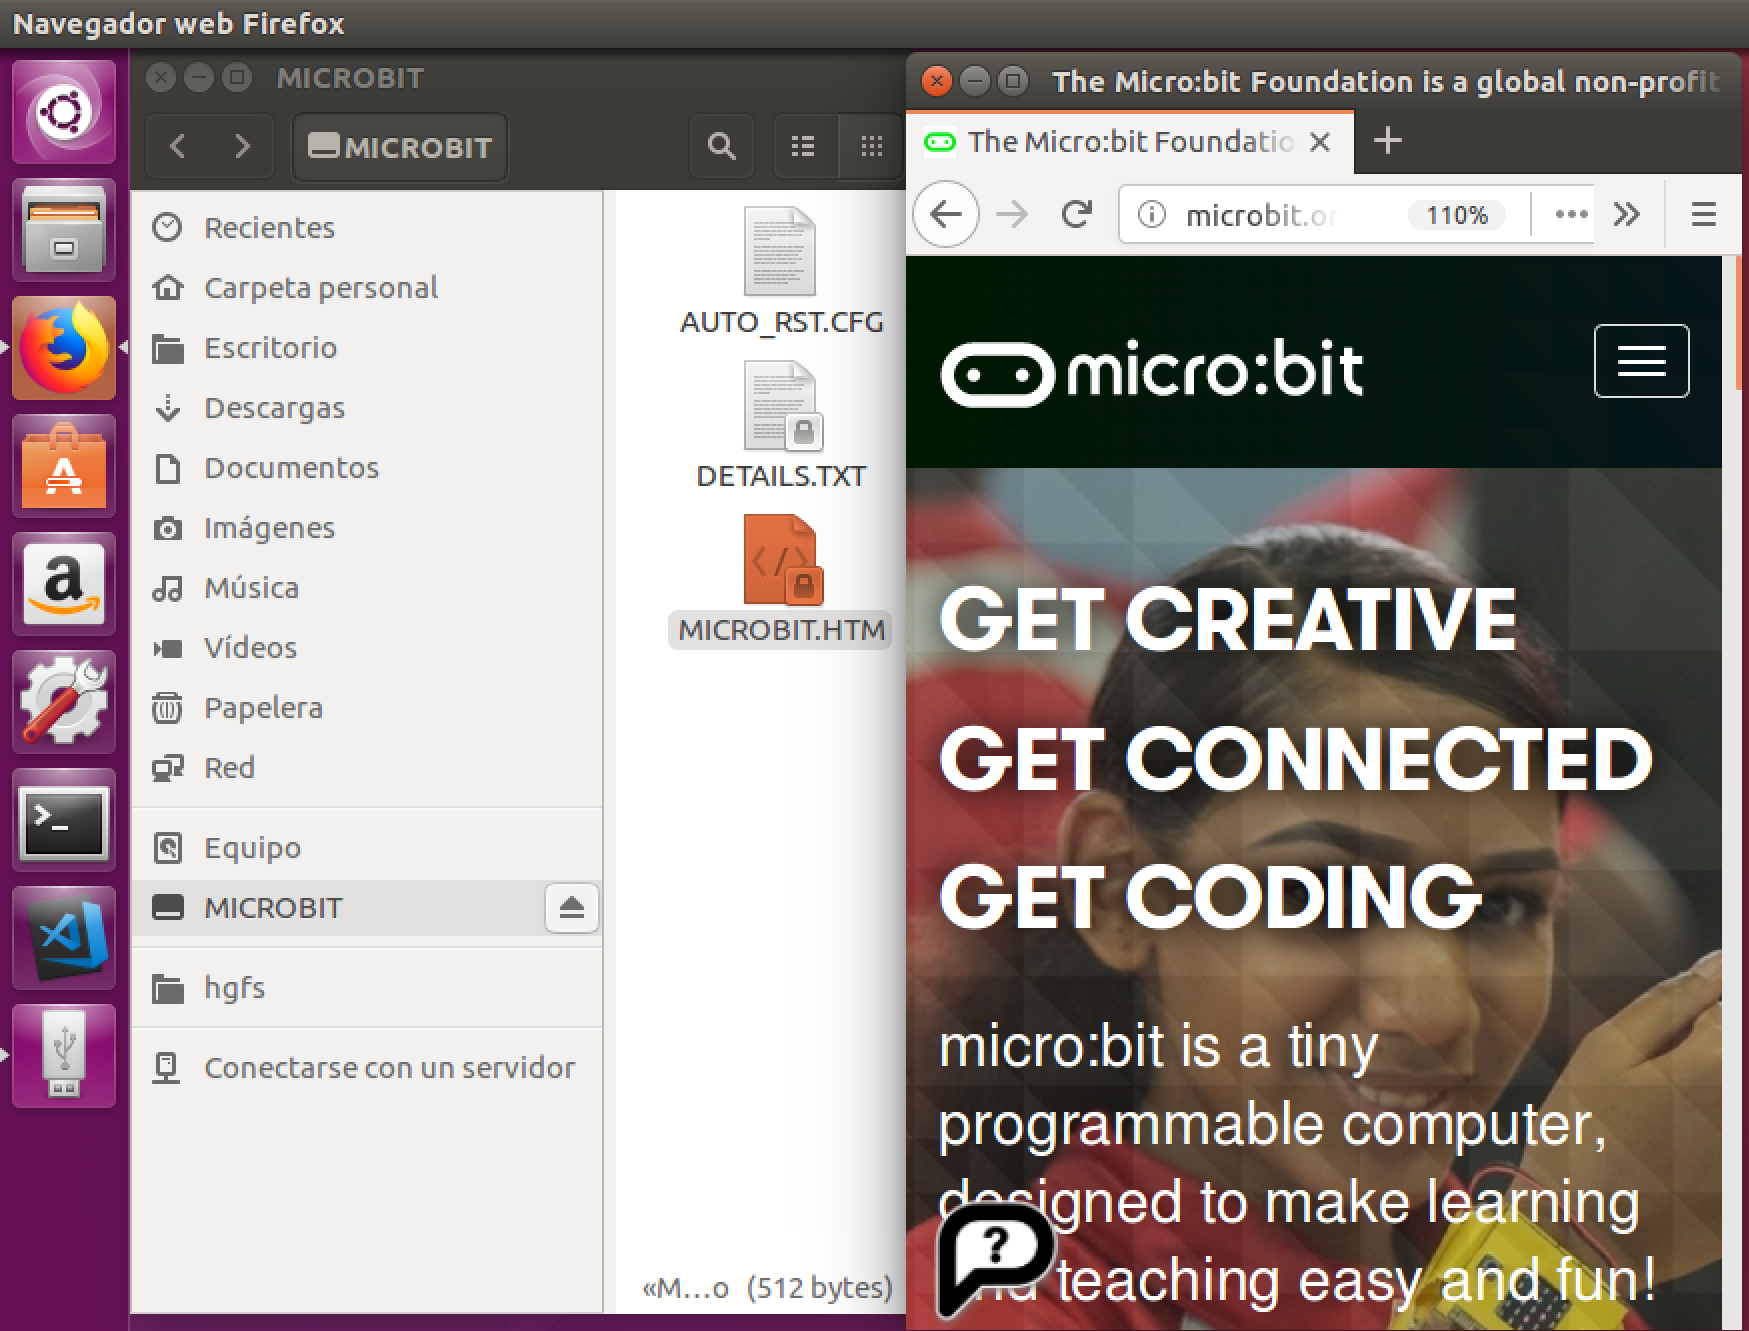 Navegador web Firefox
MICROBIT
MICROBIT
Recientes
Carpeta personal
Escritorio
Descargas
Documentos
Imágenes
Música
Vídeos
Papelera
Red
Equipo
MICROBIT
hgfs
Conectarse con un servidor
AUTO_RST.CFG
DETAILS.TXT
MICROBIT.HTM
«M…o (512 bytes)
The Micro:bit Foundation is a global non-profit
The Micro:bit Foundatio
microbit.or
110%
micro:bit
GET CREATIVE
GET CONNECTED
GET CODING
micro:bit is a tiny
programmable computer,
designed to make learning
and teaching easy and fun!
?